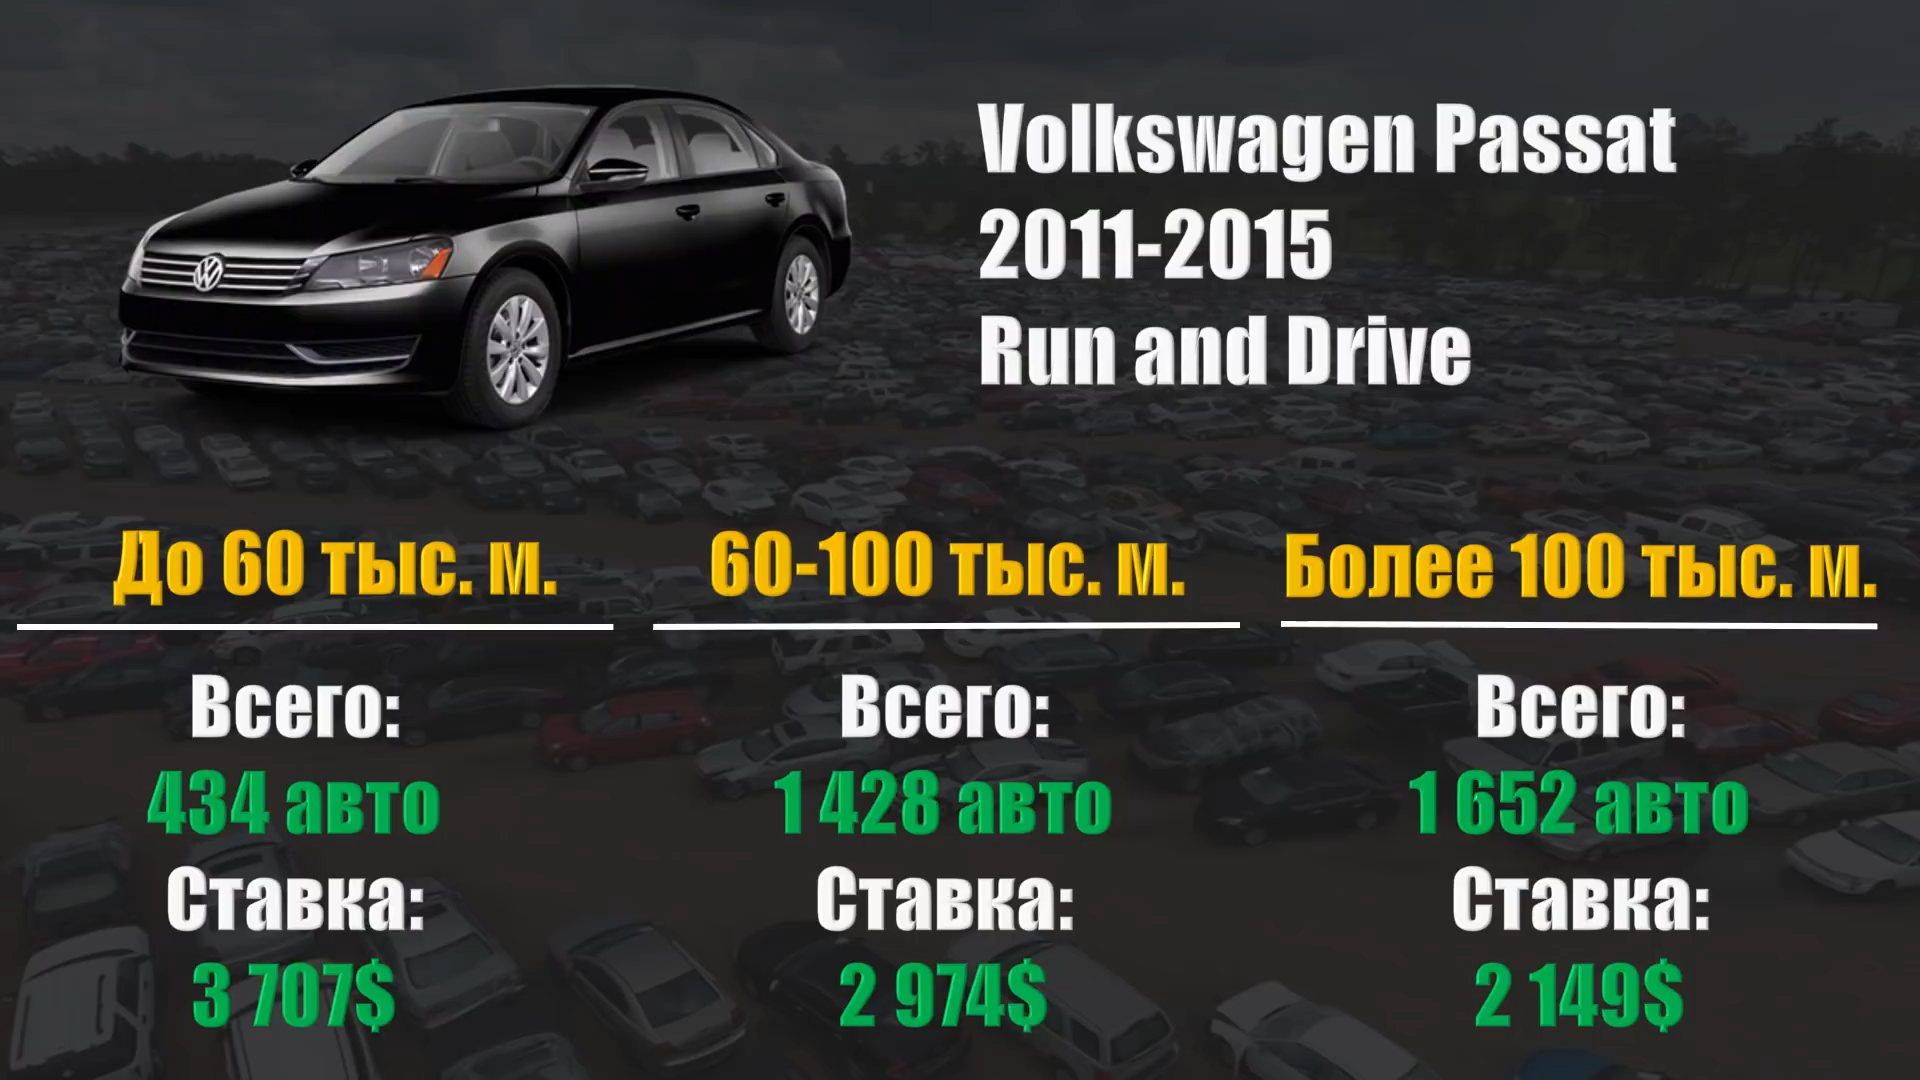 Volkswagen Passat
2011-2015
Run and Drive
До 60 тыс. м.
Всего:
434 авто
Ставка:
3 707$
60-100 тыс. м.
Всего:
1 428 авто
Ставка:
2 974$
Более 100 тыс. м.
Всего:
1 652 авто
Ставка:
2 149$